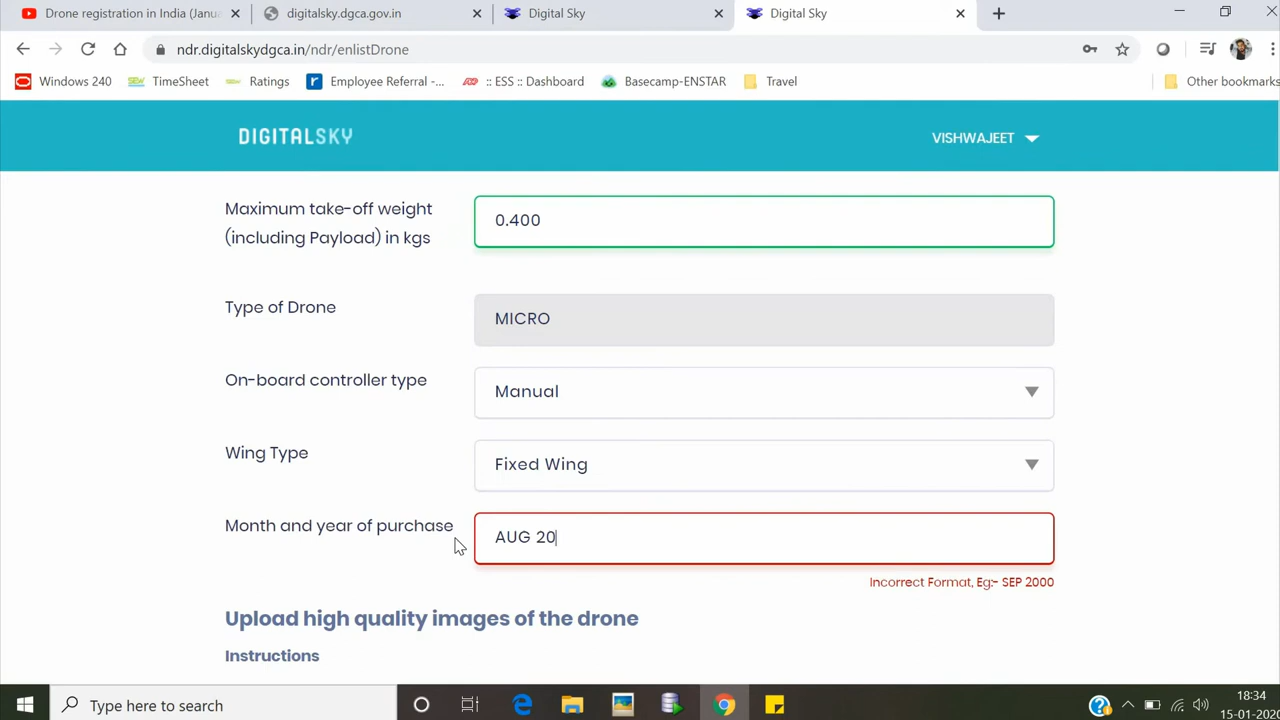 Drone registration in India (Janu
digitalsky.dgca.gov.in
Digital Sky
Digital Sky
ndr.digitalskydgca.in/ndr/enlistDrone
Windows 240
TimeSheet
Ratings
Employee Referral -...
:: ESS :: Dashboard
Basecamp-ENSTAR
Travel
Other bookmarks
DIGITALSKY
VISHWAJEET
Maximum take-off weight
(including Payload) in kgs
0.400
Type of Drone
MICRO
On-board controller type
Manual
Wing Type
Fixed Wing
Month and year of purchase
AUG 20
Incorrect Format, Eg:- SEP 2000
Upload high quality images of the drone
Instructions
Type here to search
18:34
15-01-2020